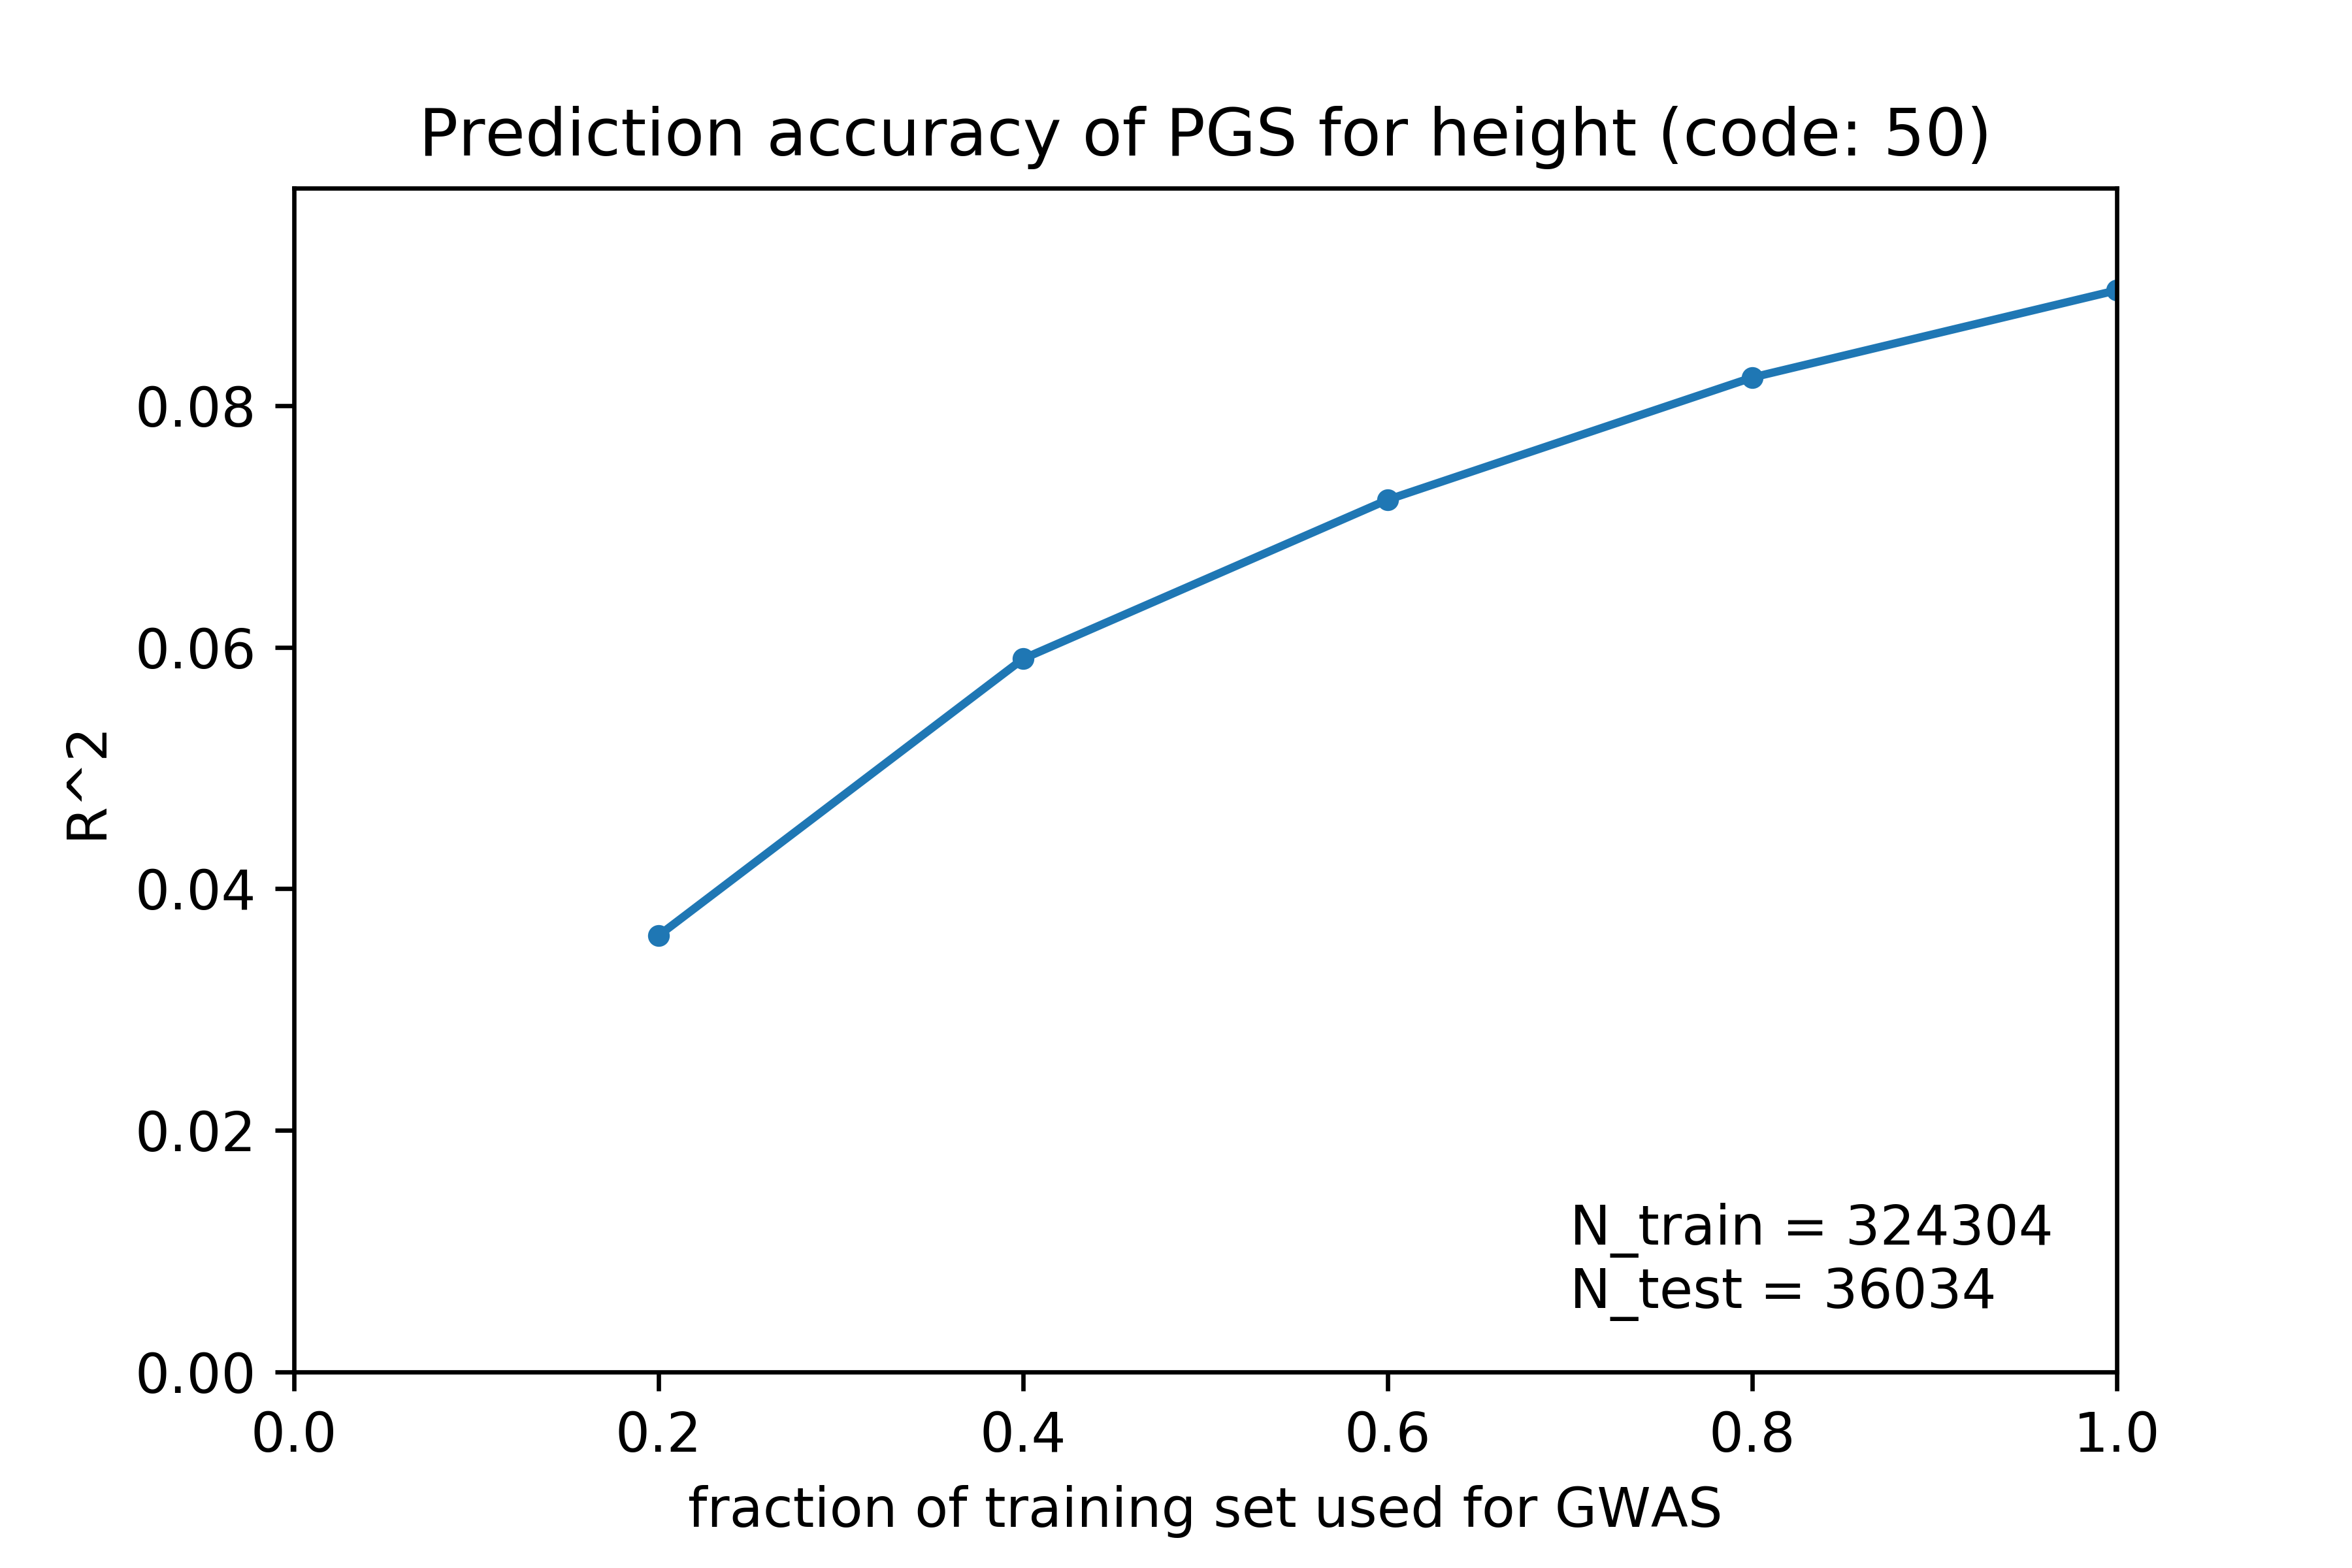 Prediction accuracy of PGS for height (code: 50)
R^2
0.08
0.06
0.04
0.02
0.00
N_train = 324304
N_test = 36034
0.0 0.2 0.4 0.6 0.8 1.0
fraction of training set used for GWAS